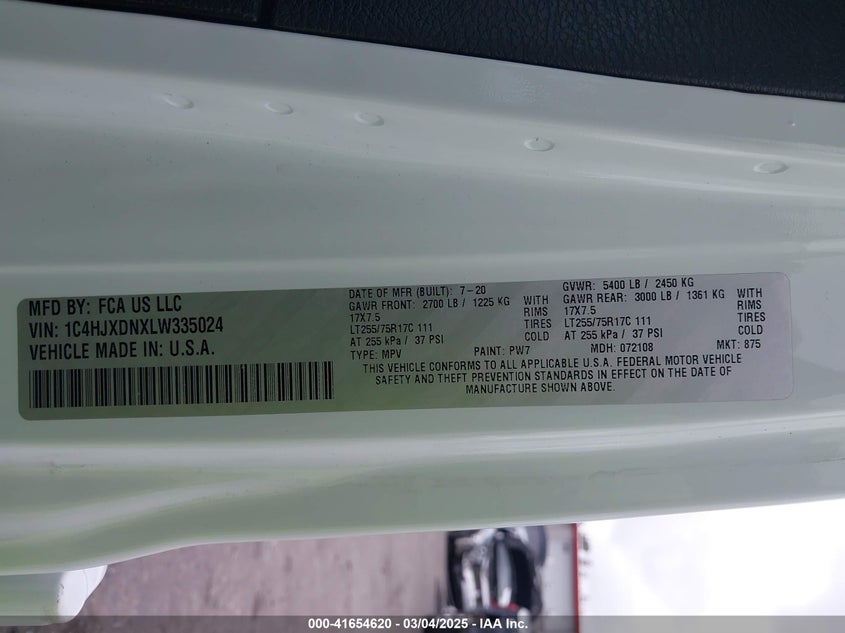 MFD BY: FCA US LLC
VIN: 1C4HJXDNXLW335024
VEHICLE MADE IN: U.S.A.
DATE OF MFR (BUILT): 7-20
GAWR FRONT: 2700 LB / 1225 KG WITH
17X7.5 RIMS
LT255/75R17C 111 TIRES
AT 255 kPa / 37 PSI COLD
GVWR: 5400 LB / 2450 KG
GAWR REAR: 3000 LB / 1361 KG WITH
17X7.5 RIMS
LT255/75R17C 111 TIRES
AT 255 kPa / 37 PSI COLD
TYPE: MPV PAINT: PW7 MDH: 072108 MKT: 875
THIS VEHICLE CONFORMS TO ALL APPLICABLE U.S.A. FEDERAL MOTOR VEHICLE
SAFETY AND THEFT PREVENTION STANDARDS IN EFFECT ON THE DATE OF
MANUFACTURE SHOWN ABOVE.
000-41654620 — 03/04/2025 — IAA Inc.